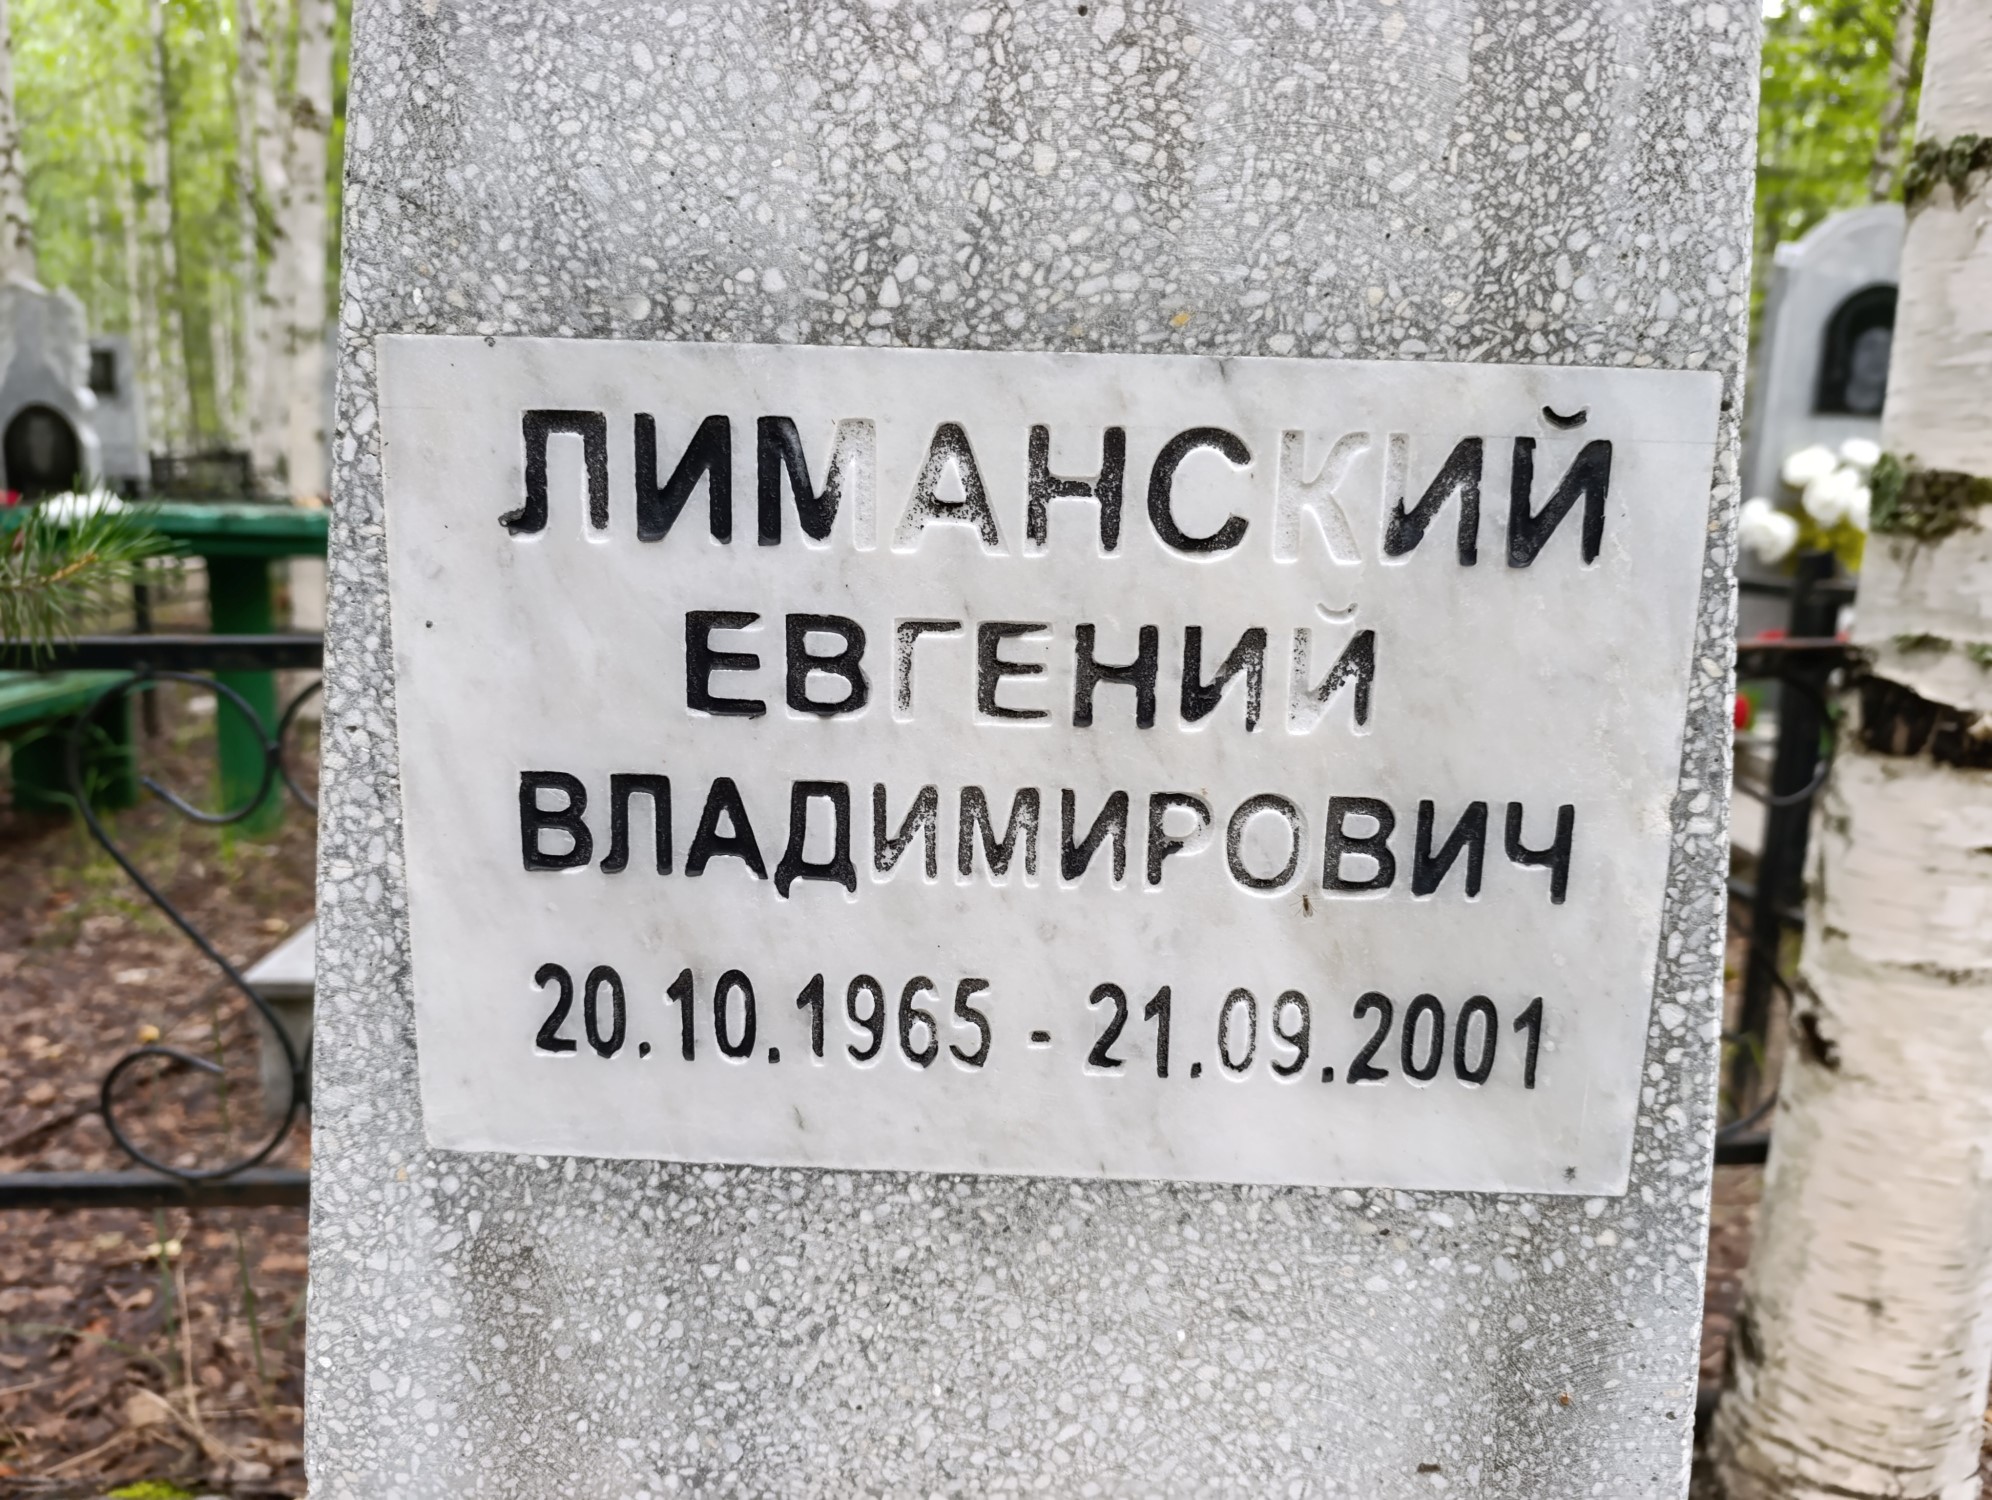 ЛИМАНСКИЙ
ЕВГЕНИЙ
ВЛАДИМИРОВИЧ
20.10.1965 - 21.09.2001